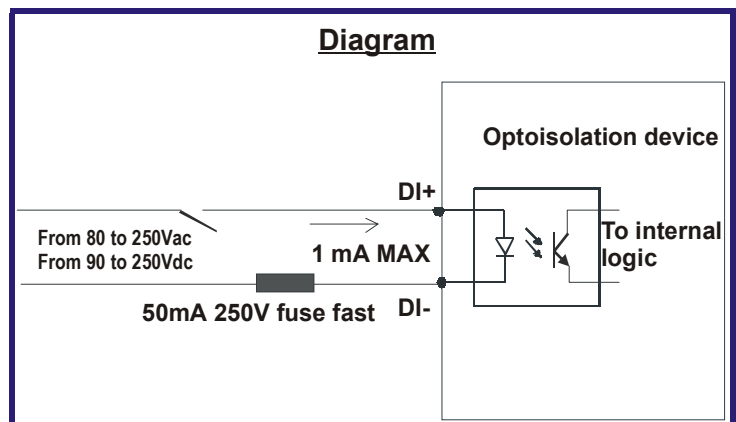 Diagram
Optoisolation device
DI+
From 80 to 250Vac
From 90 to 250Vdc
1 mA MAX
To internal
logic
50mA 250V fuse fast
DI-